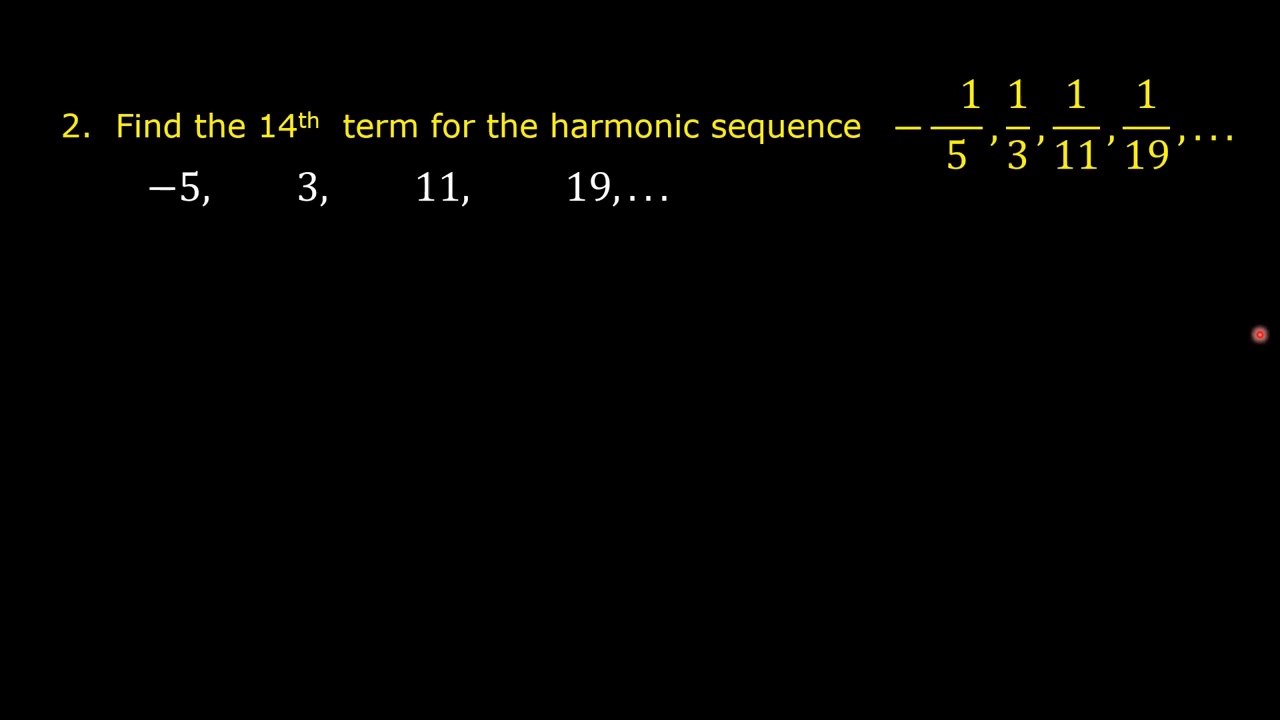 2. Find the 14th term for the harmonic sequence −1/5, 1/3, 1/11, 1/19, ...
−5, 3, 11, 19, ...